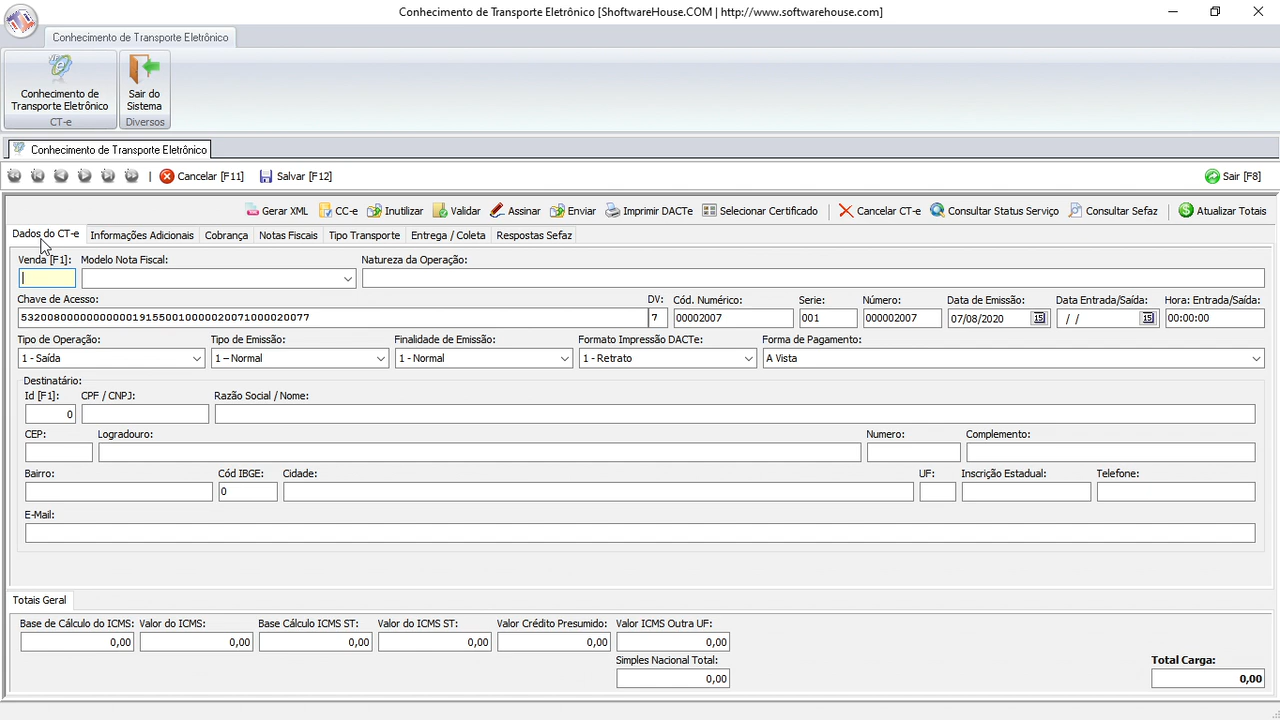 Conhecimento de Transporte Eletrônico [ShoftwareHouse.COM | http://www.softwarehouse.com]
Conhecimento de Transporte Eletrônico
Conhecimento de
Transporte Eletrônico
CT-e
Sair do
Sistema
Diversos
Conhecimento de Transporte Eletrônico
Cancelar [F11] Salvar [F12] Sair [F8]
Gerar XML CC-e Inutilizar Validar Assinar Enviar Imprimir DACTe Selecionar Certificado Cancelar CT-e Consultar Status Serviço Consultar Sefaz Atualizar Totais
Dados do CT-e Informações Adicionais Cobrança Notas Fiscais Tipo Transporte Entrega / Coleta Respostas Sefaz
Venda [F1]: Modelo Nota Fiscal: Natureza da Operação:
Chave de Acesso: DV: Cód. Numérico: Serie: Número: Data de Emissão: Data Entrada/Saída: Hora: Entrada/Saída:
53200800000000000191550010000020071000020077 7 00002007 001 000002007 07/08/2020 15 / / 15 00:00:00
Tipo de Operação: Tipo de Emissão: Finalidade de Emissão: Formato Impressão DACTe: Forma de Pagamento:
1 - Saída 1 – Normal 1 - Normal 1 - Retrato A Vista
Destinatário:
Id [F1]: CPF / CNPJ: Razão Social / Nome:
0
CEP: Logradouro: Numero: Complemento:
Bairro: Cód IBGE: Cidade: UF: Inscrição Estadual: Telefone:
0
E-Mail:
Totais Geral
Base de Cálculo do ICMS: Valor do ICMS: Base Cálculo ICMS ST: Valor do ICMS ST: Valor Crédito Presumido: Valor ICMS Outra UF:
0,00 0,00 0,00 0,00 0,00 0,00
Simples Nacional Total: Total Carga:
0,00 0,00